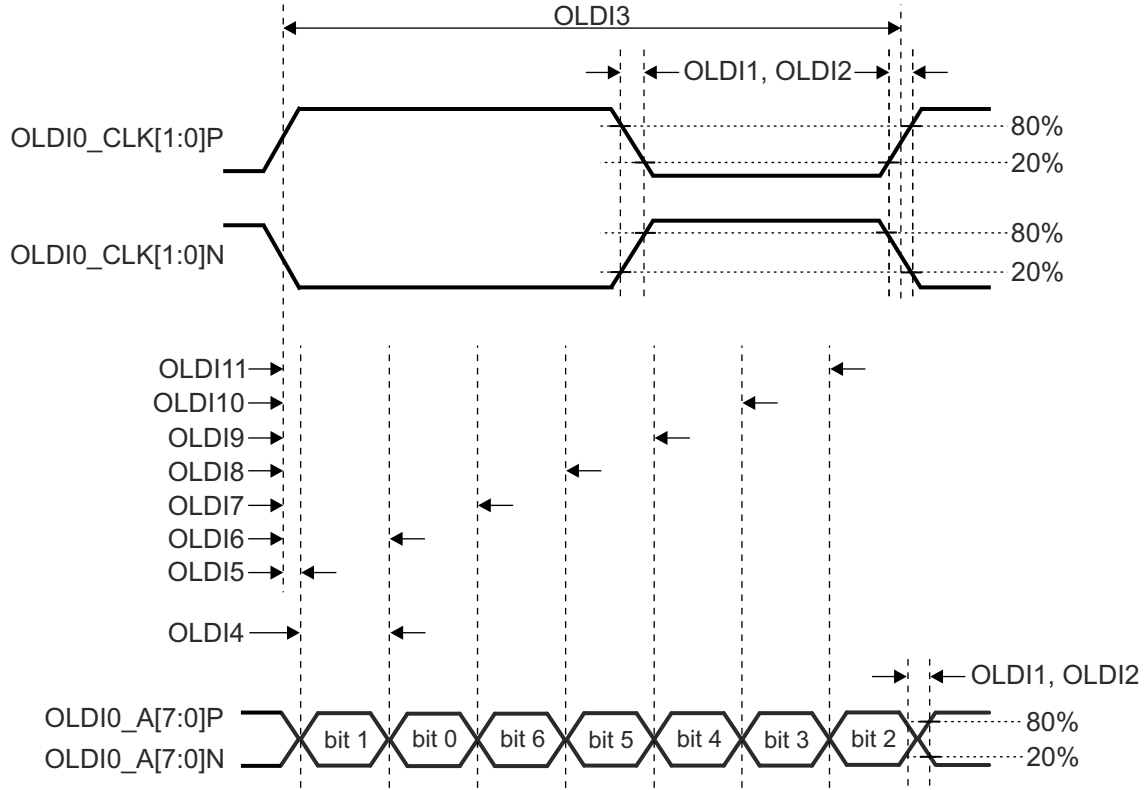 OLDI3
OLDI1, OLDI2
OLDI0_CLK[1:0]P
80%
20%
OLDI0_CLK[1:0]N
80%
20%
OLDI11
OLDI10
OLDI9
OLDI8
OLDI7
OLDI6
OLDI5
OLDI4
OLDI1, OLDI2
OLDI0_A[7:0]P
80%
bit 1 bit 0 bit 6 bit 5 bit 4 bit 3 bit 2
OLDI0_A[7:0]N
20%